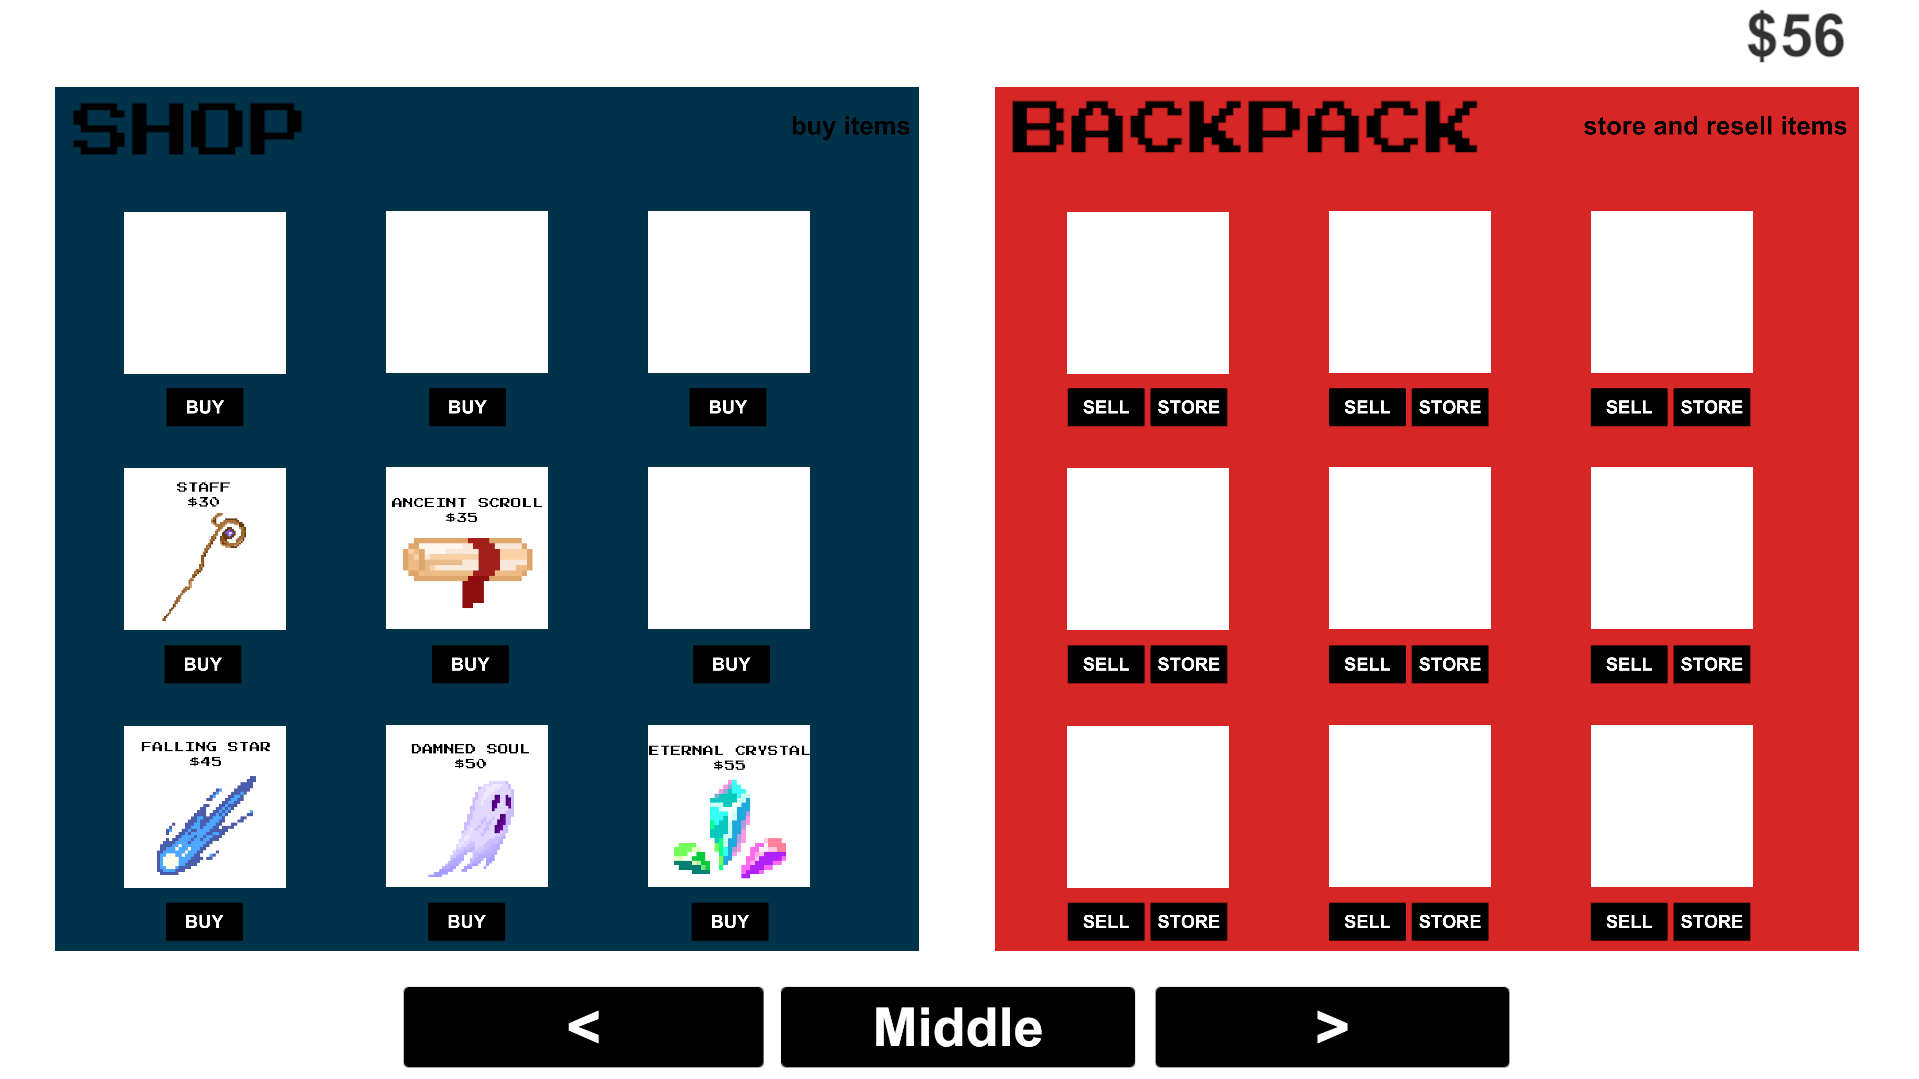 $56
SHOP
buy items
BUY
BUY
BUY
STAFF
$30
ANCEINT SCROLL
$35
BUY
BUY
BUY
FALLING STAR
$45
DAMNED SOUL
$50
ETERNAL CRYSTAL
$55
BUY
BUY
BUY
BACKPACK
store and resell items
SELL STORE
SELL STORE
SELL STORE
SELL STORE
SELL STORE
SELL STORE
SELL STORE
SELL STORE
SELL STORE
<
Middle
>